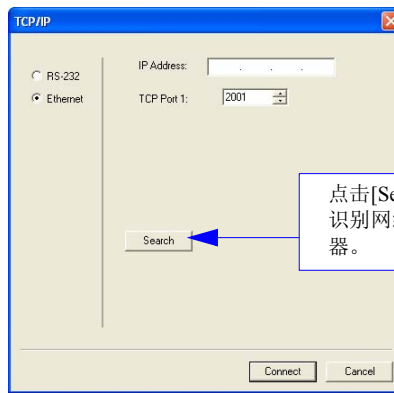 TCP/IP
RS-232
Ethernet
IP Address:
. . .
TCP Port 1:
2001
Search
点击[Se
识别网
器。
Connect
Cancel